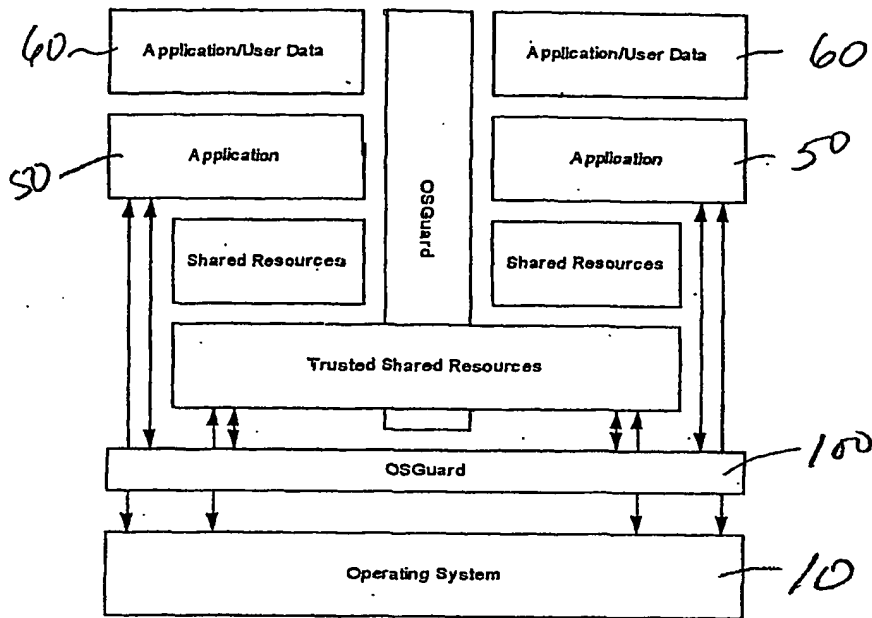 60 Application/User Data Application/User Data 60
50 Application Application 50
OSGuard
Shared Resources Shared Resources
Trusted Shared Resources
OSGuard 100
Operating System 10